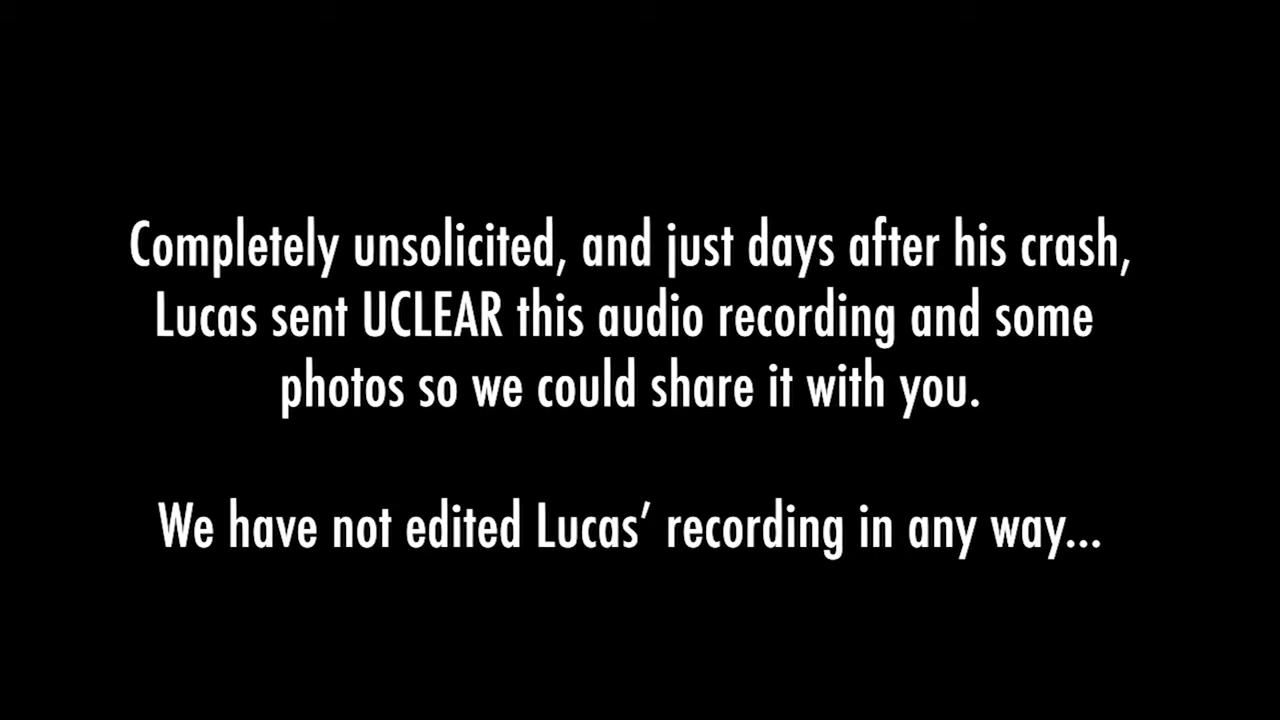 Completely unsolicited, and just days after his crash,
Lucas sent UCLEAR this audio recording and some
photos so we could share it with you.
We have not edited Lucas’ recording in any way...